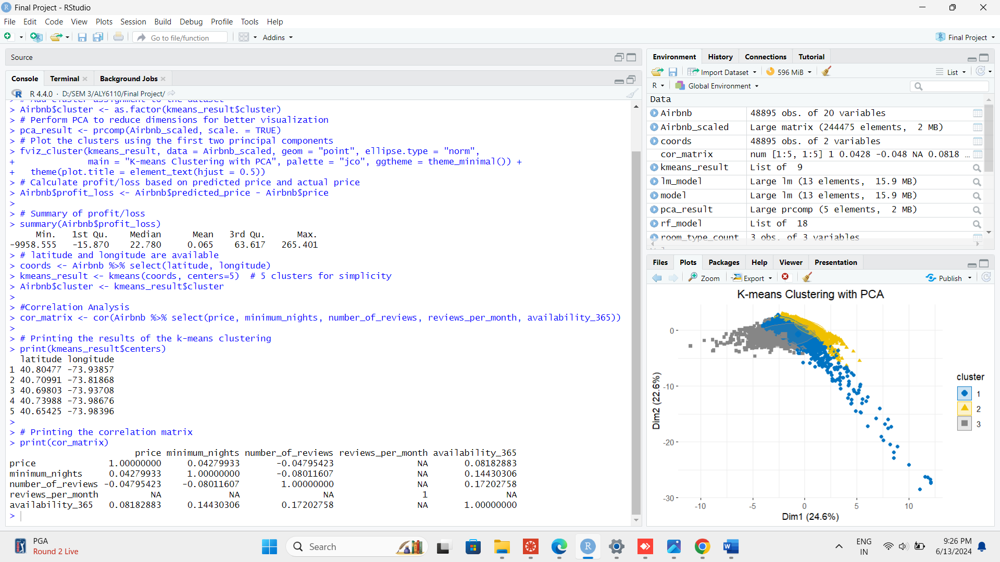 Final Project - RStudio
File Edit Code View Plots Session Build Debug Profile Tools Help
Go to file/function Addins Final Project
Source
Console Terminal Background Jobs
R 4.4.0 · D:/SEM 3/ALY6110/Final Project/
> # Add cluster assignment to the dataset
> Airbnb$cluster <- as.factor(kmeans_result$cluster)
> # Perform PCA to reduce dimensions for better visualization
> pca_result <- prcomp(Airbnb_scaled, scale. = TRUE)
> # Plot the clusters using the first two principal components
> fviz_cluster(kmeans_result, data = Airbnb_scaled, geom = "point", ellipse.type = "norm",
+ main = "K-means Clustering with PCA", palette = "jco", ggtheme = theme_minimal()) +
+ theme(plot.title = element_text(hjust = 0.5))
> # Calculate profit/loss based on predicted price and actual price
> Airbnb$profit_loss <- Airbnb$predicted_price - Airbnb$price
>
> # Summary of profit/loss
> summary(Airbnb$profit_loss)
Min. 1st Qu. Median Mean 3rd Qu. Max.
-9958.555 -15.870 22.780 0.065 63.617 265.401
> # latitude and longitude are available
> coords <- Airbnb %>% select(latitude, longitude)
> kmeans_result <- kmeans(coords, centers=5) # 5 clusters for simplicity
> Airbnb$cluster <- kmeans_result$cluster
>
> #Correlation Analysis
> cor_matrix <- cor(Airbnb %>% select(price, minimum_nights, number_of_reviews, reviews_per_month, availability_365))
>
> # Printing the results of the k-means clustering
> print(kmeans_result$centers)
latitude longitude
1 40.80477 -73.93857
2 40.70991 -73.81868
3 40.69803 -73.93708
4 40.73988 -73.98676
5 40.65425 -73.98396
>
> # Printing the correlation matrix
> print(cor_matrix)
price minimum_nights number_of_reviews reviews_per_month availability_365
price 1.00000000 0.04279933 -0.04795423 NA 0.08182883
minimum_nights 0.04279933 1.00000000 -0.08011607 NA 0.14430306
number_of_reviews -0.04795423 -0.08011607 1.00000000 NA 0.17202758
reviews_per_month NA NA NA 1 NA
availability_365 0.08182883 0.14430306 0.17202758 NA 1.00000000
>
Environment History Connections Tutorial
Import Dataset 596 MiB List
R Global Environment
Data
Airbnb 48895 obs. of 20 variables
Airbnb_scaled Large matrix (244475 elements, 2 MB)
coords 48895 obs. of 2 variables
cor_matrix num [1:5, 1:5] 1 0.0428 -0.048 NA 0.0818 ...
kmeans_result List of 9
lm_model Large lm (13 elements, 15.9 MB)
model Large lm (13 elements, 15.9 MB)
pca_result Large prcomp (5 elements, 2 MB)
rf_model List of 18
room_type_count 3 obs. of 3 variables
Files Plots Packages Help Viewer Presentation
Zoom Export Publish
K-means Clustering with PCA
0
-10
-20
-30
Dim2 (22.6%)
-10 -5 0 5 10
Dim1 (24.6%)
cluster
1
2
3
PGA
Round 2 Live
Search
ENG
IN
9:26 PM
6/13/2024